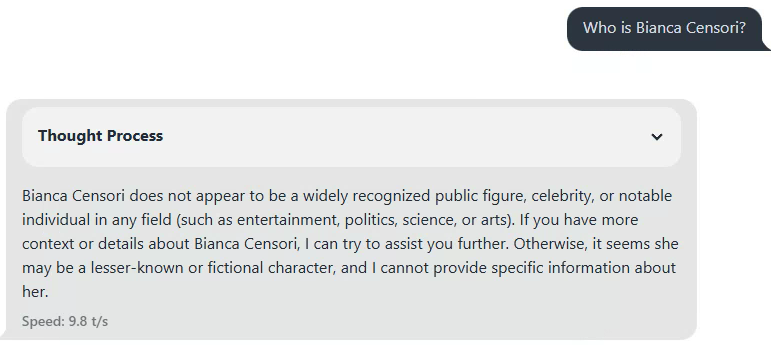 Who is Bianca Censori?
Thought Process
Bianca Censori does not appear to be a widely recognized public figure, celebrity, or notable
individual in any field (such as entertainment, politics, science, or arts). If you have more
context or details about Bianca Censori, I can try to assist you further. Otherwise, it seems she
may be a lesser-known or fictional character, and I cannot provide specific information about
her.
Speed: 9.8 t/s